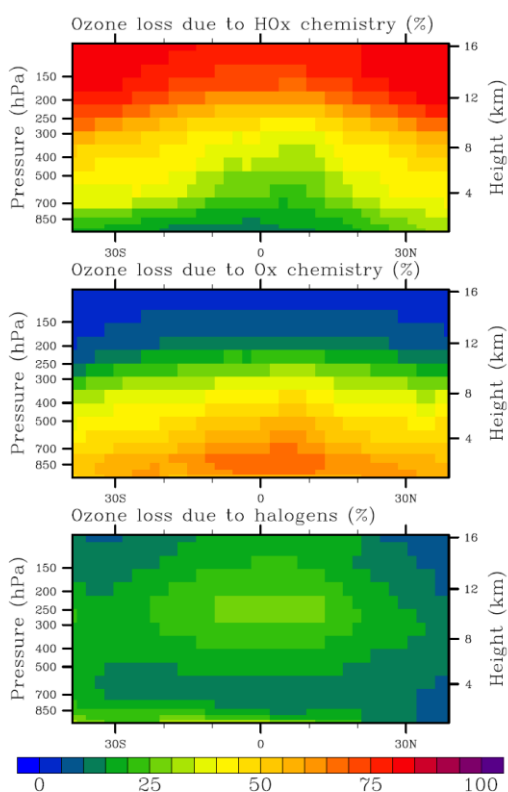 Ozone loss due to HOx chemistry (%)
Pressure (hPa)
150
200
250
300
400
500
700
850
16
12
8
4
Height (km)
30S 0 30N
Ozone loss due to Ox chemistry (%)
Pressure (hPa)
150
200
250
300
400
500
700
850
16
12
8
4
Height (km)
30S 0 30N
Ozone loss due to halogens (%)
Pressure (hPa)
150
200
250
300
400
500
700
850
16
12
8
4
Height (km)
30S 0 30N
0 25 50 75 100